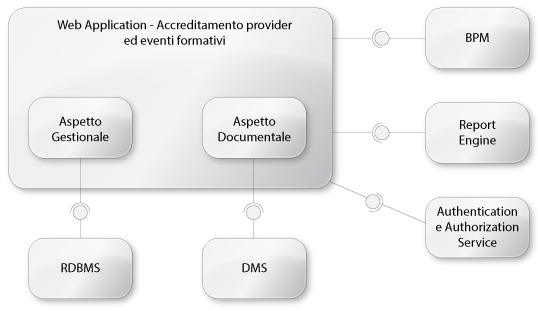 Web Application - Accreditamento provider
ed eventi formativi
BPM
Aspetto
Gestionale
Aspetto
Documentale
Report
Engine
Authentication
e Authorization
Service
RDBMS
DMS